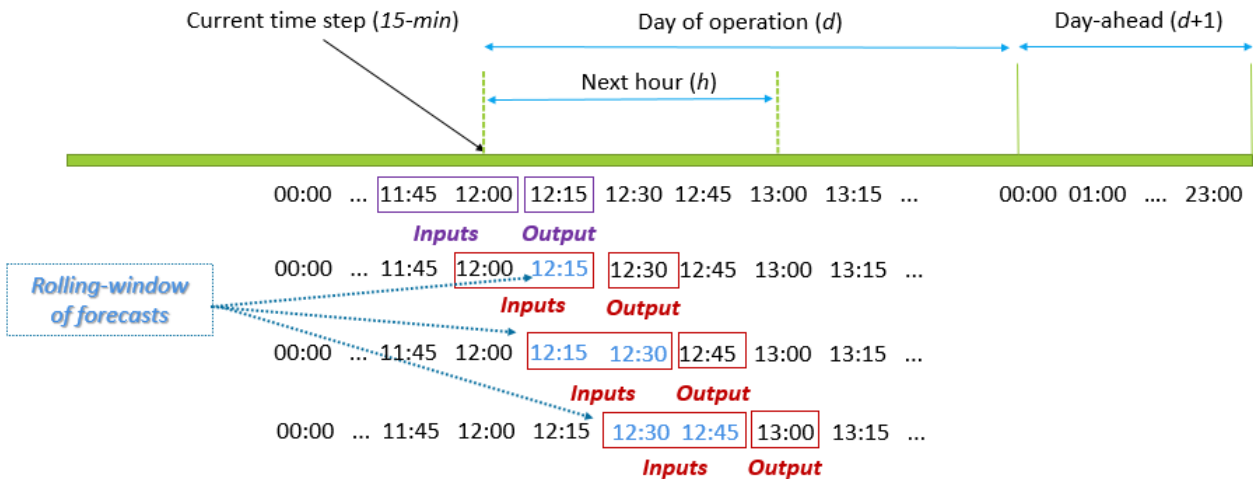 Current time step (15-min) Day of operation (d) Day-ahead (d+1)
Next hour (h)
00:00 ... 11:45 12:00 12:15 12:30 12:45 13:00 13:15 ... 00:00 01:00 .... 23:00
Inputs Output
00:00 ... 11:45 12:00 12:15 12:30 12:45 13:00 13:15 ...
Rolling-window
of forecasts
Inputs Output
00:00 ... 11:45 12:00 12:15 12:30 12:45 13:00 13:15 ...
Inputs Output
00:00 ... 11:45 12:00 12:15 12:30 12:45 13:00 13:15 ...
Inputs Output